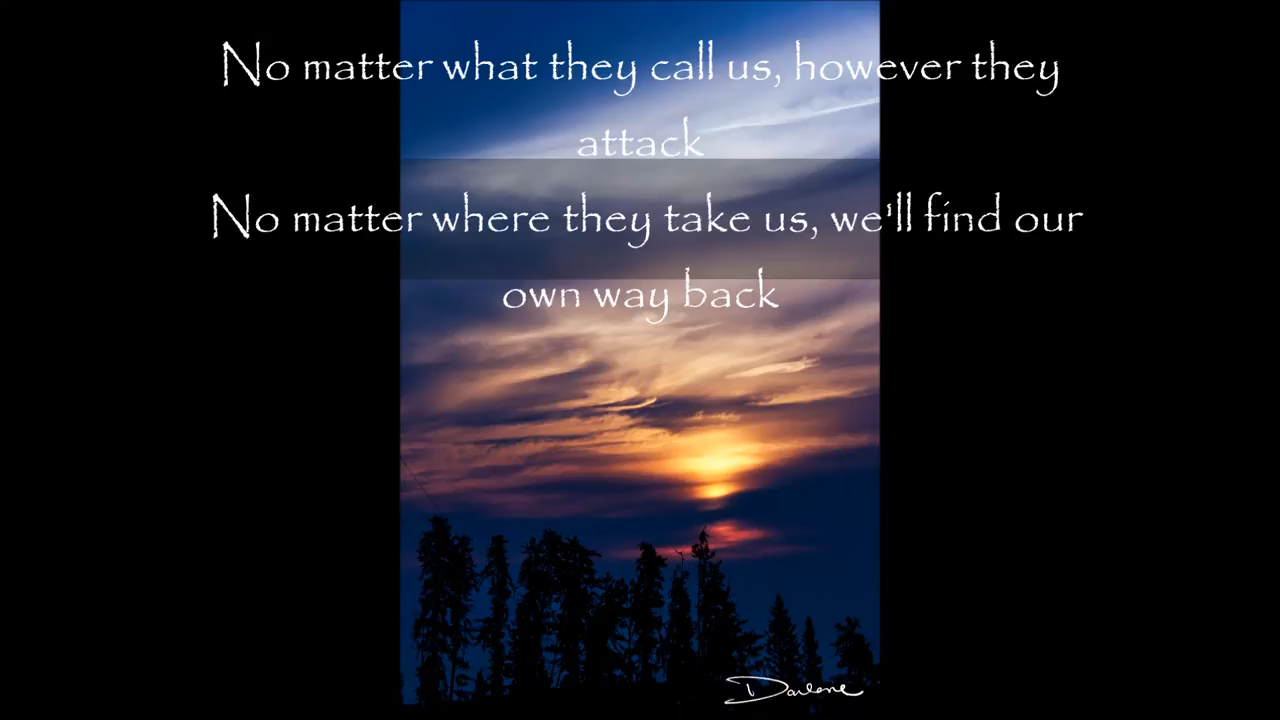 No matter what they call us, however they
attack
No matter where they take us, we'll find our
own way back
Darlene